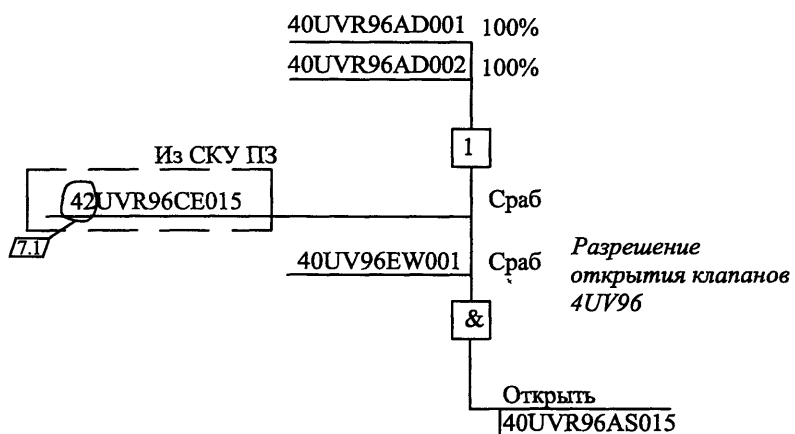 40UVR96AD001 100%
40UVR96AD002 100%
1
Из СКУ ПЗ
42UVR96CE015
Сраб
7.1
40UV96EW001 Сраб
Разрешение
открытия клапанов
4UV96
&
Открыть
40UVR96AS015